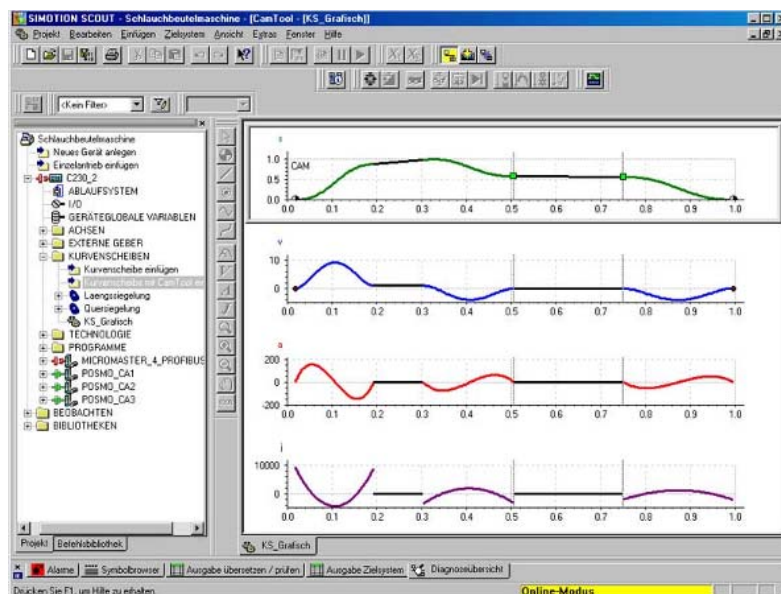 SIMOTION SCOUT - Schlauchbeutelmaschine - [CamTool - [KS_Grafisch]]
Projekt Bearbeiten Einfügen Zielsystem Ansicht Extras Fenster Hilfe
<Kein Filter>
Schlauchbeutelmaschine
Neues Gerät anlegen
Einzelantrieb einfügen
C230_2
ABLAUFSYSTEM
I/O
GERÄTEGLOBALE VARIABLEN
ACHSEN
EXTERNE GEBER
KURVENSCHEIBEN
Kurvenscheibe einfügen
Kurvenscheibe mit CamTool ei
Laengssiegelung
Quersiegelung
KS_Grafisch
TECHNOLOGIE
PROGRAMME
MICROMASTER_4_PROFIBUS
POSMO_CA1
POSMO_CA2
POSMO_CA3
BEOBACHTEN
BIBLIOTHEKEN
Projekt Befehlsbibliothek
s
CAM
1.0
0.5
0.0
0.0 0.1 0.2 0.3 0.4 0.5 0.6 0.7 0.8 0.9 1.0
v
10
0
0.0 0.1 0.2 0.3 0.4 0.5 0.6 0.7 0.8 0.9 1.0
a
200
0
-200
0.0 0.1 0.2 0.3 0.4 0.5 0.6 0.7 0.8 0.9 1.0
j
10000
0
0.0 0.1 0.2 0.3 0.4 0.5 0.6 0.7 0.8 0.9 1.0
KS_Grafisch
Alarme Symbolbrowser Ausgabe übersetzen / prüfen Ausgabe Zielsystem Diagnoseübersicht
Drücken Sie F1, um Hilfe zu erhalten. Online-Modus